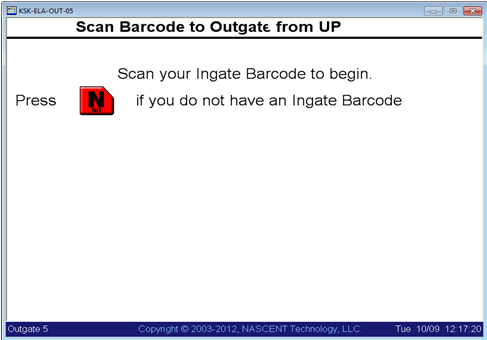 KSK-ELA-OUT-05
Scan Barcode to Outgate from UP
Scan your Ingate Barcode to begin.
Press N NO if you do not have an Ingate Barcode
Outgate 5 Copyright © 2003-2012, NASCENT Technology, LLC. Tue 10/09 12:17:20